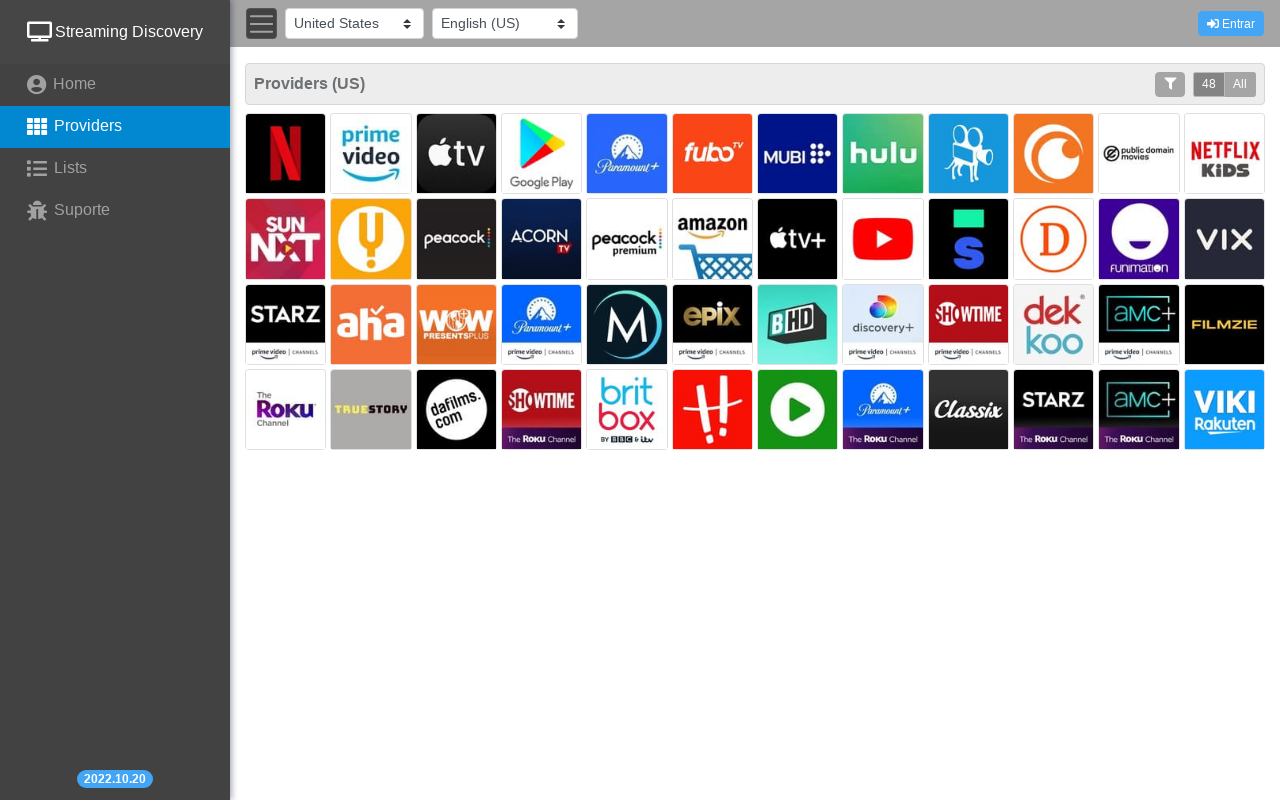 Streaming Discovery
Home
Providers
Lists
Suporte
2022.10.20
United States
English (US)
Entrar
Providers (US)
48
All
N
prime video
tv
Google Play
Paramount+
fubo TV
MUBI
hulu
public domain movies
NETFLIX KiDS
SUN NXT
peacock
ACORN TV
peacock premium
amazon
tv+
S
D
FUNIMATION
VIX
STARZ
prime video | CHANNELS
aha
WOW PRESENTS PLUS
Paramount+
prime video | CHANNELS
M
epix
prime video | CHANNELS
BHD
discovery+
prime video | CHANNELS
SHOWTIME
prime video | CHANNELS
dekkoo
aMC+
prime video | CHANNELS
FILMZIE
The Roku Channel
TRUE STORY
dafilms.com
SHOWTIME
The Roku Channel
britbox
BY BBC & itv
H
Paramount+
The Roku Channel
Classix
STARZ
The Roku Channel
aMC+
The Roku Channel
VIKI
Rakuten